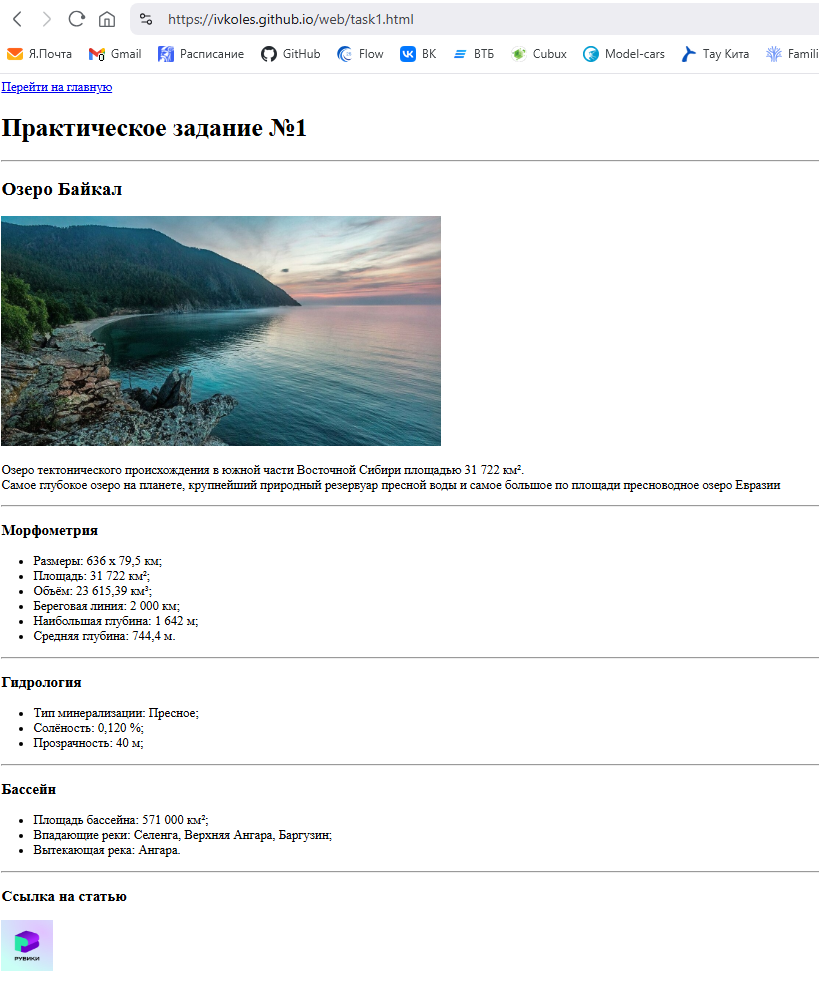 https://ivkoles.github.io/web/task1.html
Я.Почта Gmail Расписание GitHub Flow ВК ВТБ Cubux Model-cars Тау Кита Famili
Перейти на главную
Практическое задание №1
Озеро Байкал
Озеро тектонического происхождения в южной части Восточной Сибири площадью 31 722 км².
Самое глубокое озеро на планете, крупнейший природный резервуар пресной воды и самое большое по площади пресноводное озеро Евразии
Морфометрия
• Размеры: 636 x 79,5 км;
• Площадь: 31 722 км²;
• Объём: 23 615,39 км³;
• Береговая линия: 2 000 км;
• Наибольшая глубина: 1 642 м;
• Средняя глубина: 744,4 м.
Гидрология
• Тип минерализации: Пресное;
• Солёность: 0,120 %;
• Прозрачность: 40 м;
Бассейн
• Площадь бассейна: 571 000 км²;
• Впадающие реки: Селенга, Верхняя Ангара, Баргузин;
• Вытекающая река: Ангара.
Ссылка на статью
РУВИКИ